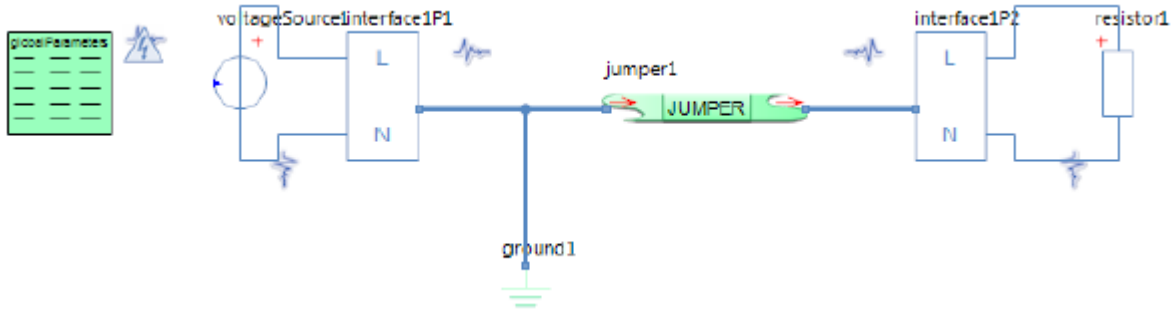 voltageSource1 interface1P1 interface1P2 resistor1
globalParameters
+ +
L L
jumper1
JUMPER
N N
ground1